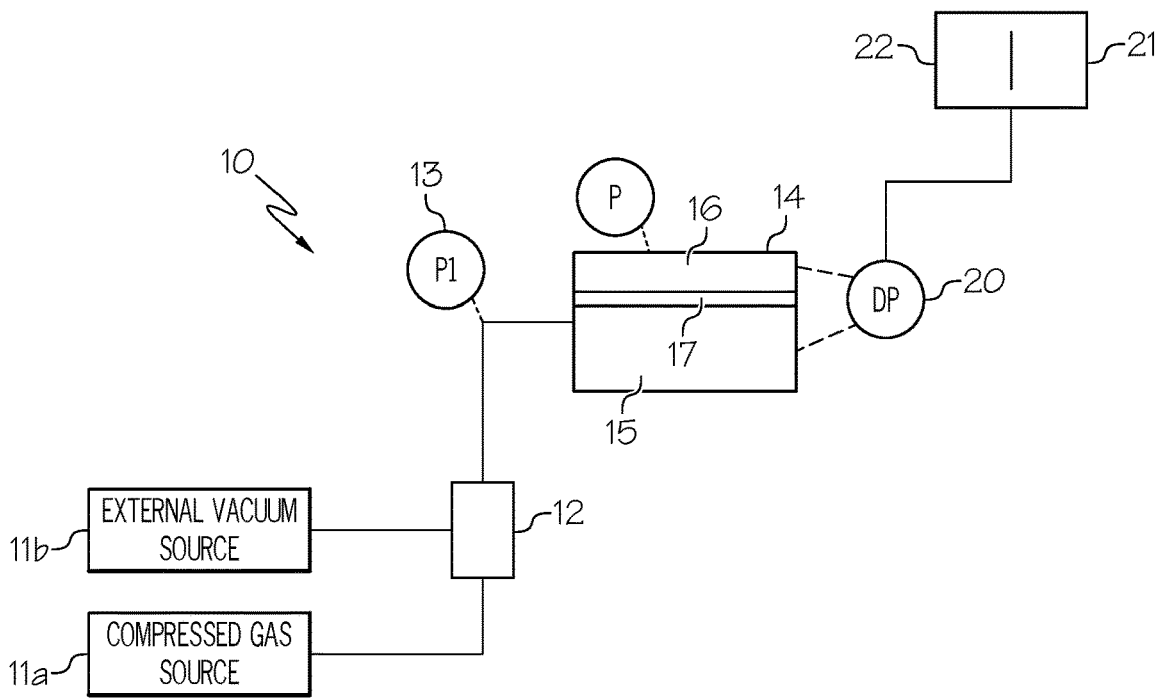 22
21
10
13
P
16
14
P1
DP
20
17
15
EXTERNAL VACUUM
SOURCE
11b
12
COMPRESSED GAS
SOURCE
11a